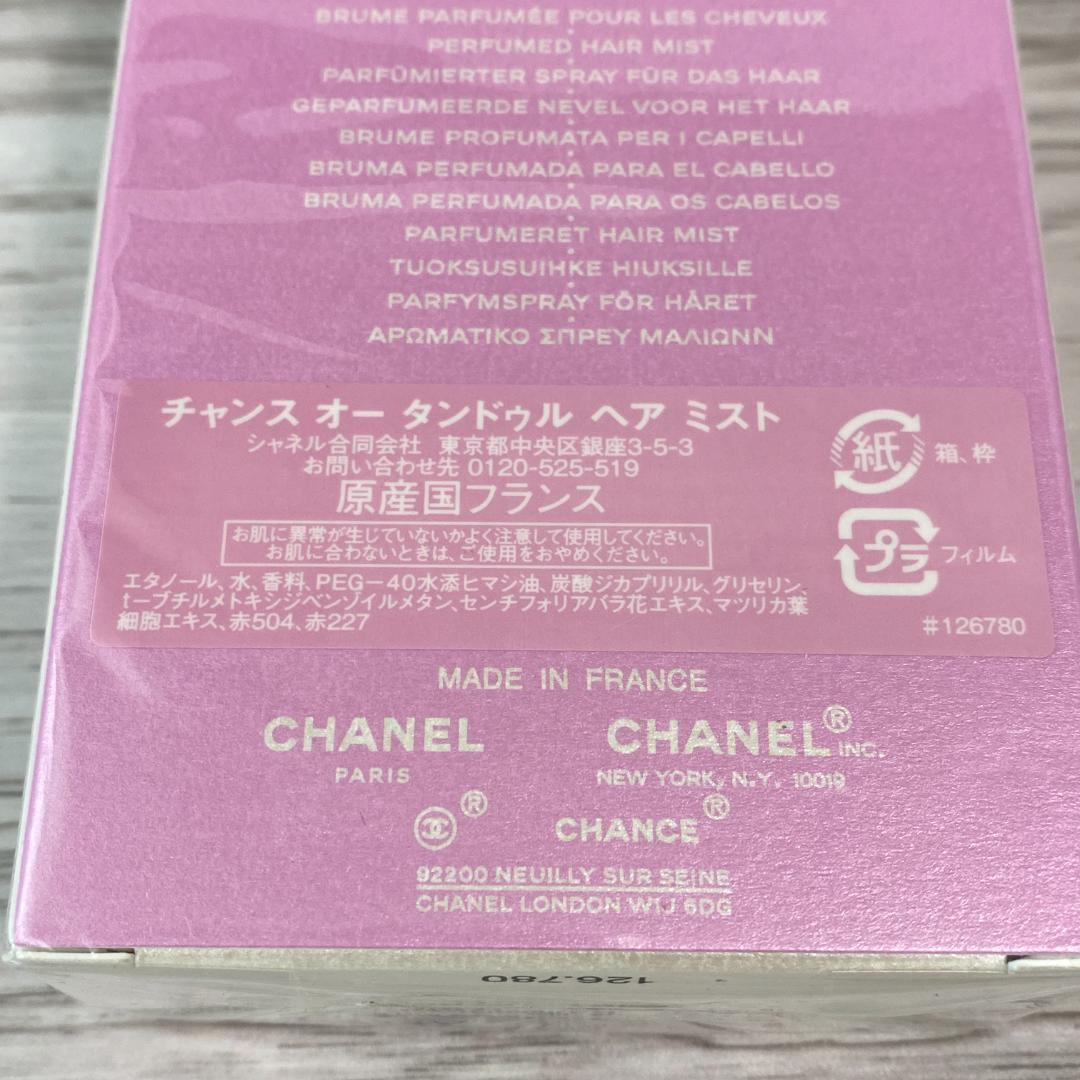 BRUME PARFUMÉE POUR LES CHEVEUX
PERFUMED HAIR MIST
PARFÜMIERTER SPRAY FÜR DAS HAAR
GEPARFUMEERDE NEVEL VOOR HET HAAR
BRUME PROFUMATA PER I CAPELLI
BRUMA PERFUMADA PARA EL CABELLO
BRUMA PERFUMADA PARA OS CABELOS
PARFUMERET HAIR MIST
TUOKSUSUIHKE HIUKSILLE
PARFYMSPRAY FÖR HÅRET
ΑΡΩΜΑΤΙΚΟ ΣΠΡΕΥ ΜΑΛΙΩΝΝ
チャンス オー タンドゥル ヘア ミスト
シャネル合同会社 東京都中央区銀座3-5-3
お問い合わせ先 0120-525-519
原産国フランス
お肌に異常が生じていないかよく注意して使用してください。
お肌に合わないときは、ご使用をおやめください。
エタノール、水、香料、PEG－40水添ヒマシ油、炭酸ジカプリリル、グリセリン、
t－ブチルメトキシジベンゾイルメタン、センチフォリアバラ花エキス、マツリカ葉
細胞エキス、赤504、赤227
紙 箱、枠
プラ フィルム
#126780
MADE IN FRANCE
CHANEL
PARIS
CHANEL® INC.
NEW YORK, N.Y. 10019
® CHANCE®
92200 NEUILLY SUR SEINE
CHANEL LONDON W1J 6DG
126.780